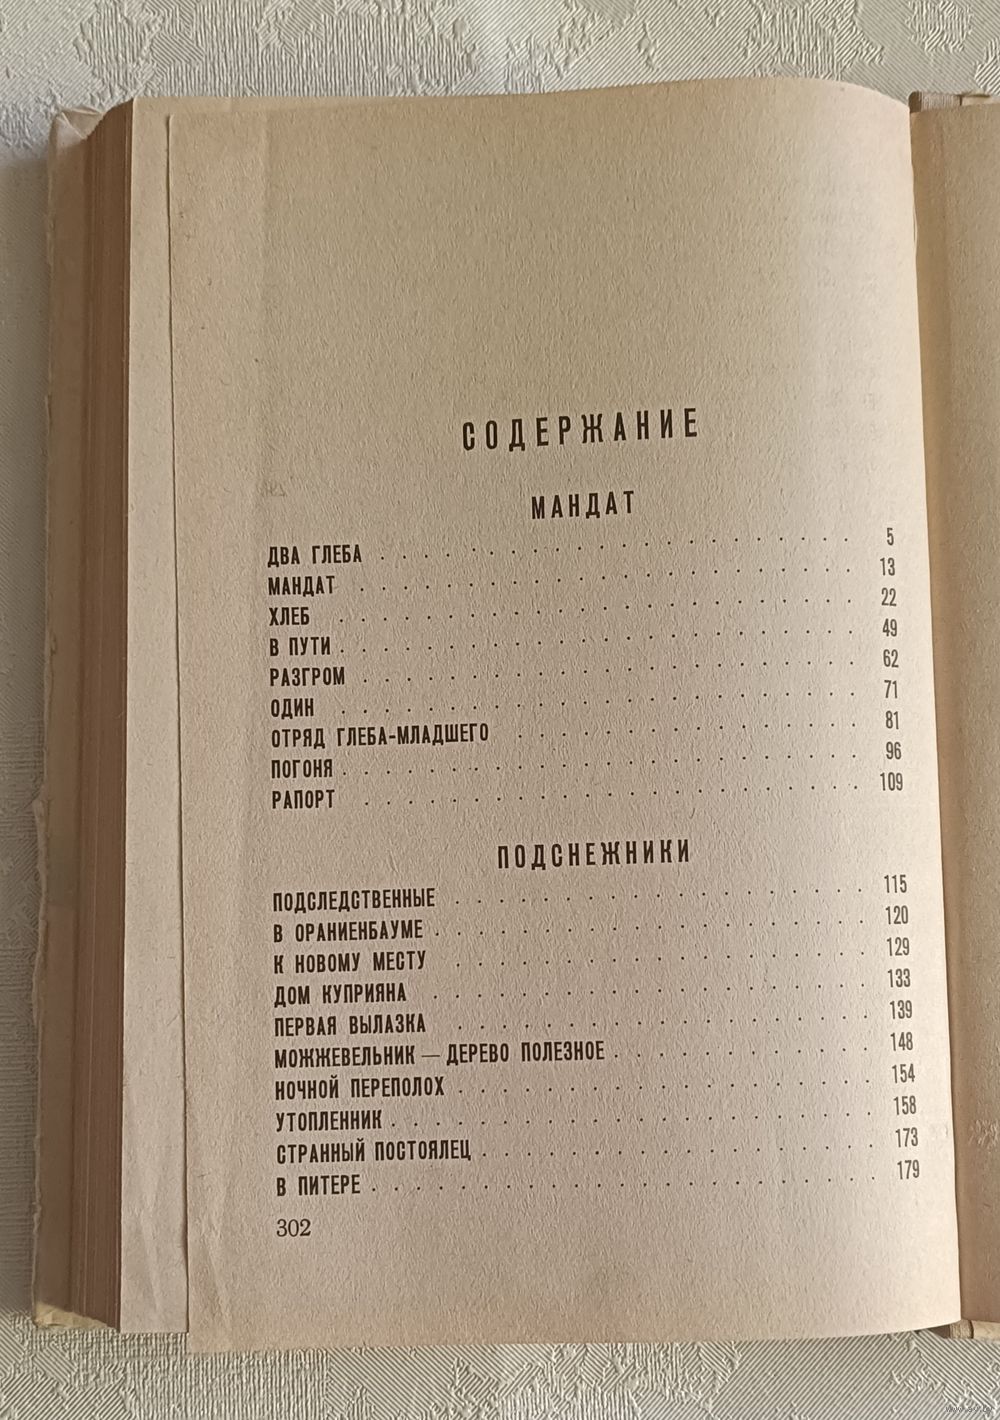 СОДЕРЖАНИЕ
МАНДАТ
ДВА ГЛЕБА . . . . . . . . . . . . . . . . . . 5
МАНДАТ . . . . . . . . . . . . . . . . . . 13
ХЛЕБ . . . . . . . . . . . . . . . . . . 22
В ПУТИ . . . . . . . . . . . . . . . . . . 49
РАЗГРОМ . . . . . . . . . . . . . . . . . . 62
ОДИН . . . . . . . . . . . . . . . . . . 71
ОТРЯД ГЛЕБА-МЛАДШЕГО . . . . . . . . . . . . . 81
ПОГОНЯ . . . . . . . . . . . . . . . . . . 96
РАПОРТ . . . . . . . . . . . . . . . . . . 109
ПОДСНЕЖНИКИ
ПОДСЛЕДСТВЕННЫЕ . . . . . . . . . . . . . . . 115
В ОРАНИЕНБАУМЕ . . . . . . . . . . . . . . . 120
К НОВОМУ МЕСТУ . . . . . . . . . . . . . . . 129
ДОМ КУПРИЯНА . . . . . . . . . . . . . . . 133
ПЕРВАЯ ВЫЛАЗКА . . . . . . . . . . . . . . . 139
МОЖЖЕВЕЛЬНИК — ДЕРЕВО ПОЛЕЗНОЕ . . . . . . . . . 148
НОЧНОЙ ПЕРЕПОЛОХ . . . . . . . . . . . . . . . 154
УТОПЛЕННИК . . . . . . . . . . . . . . . . . 158
СТРАННЫЙ ПОСТОЯЛЕЦ . . . . . . . . . . . . . . 173
В ПИТЕРЕ . . . . . . . . . . . . . . . . . . 179
302